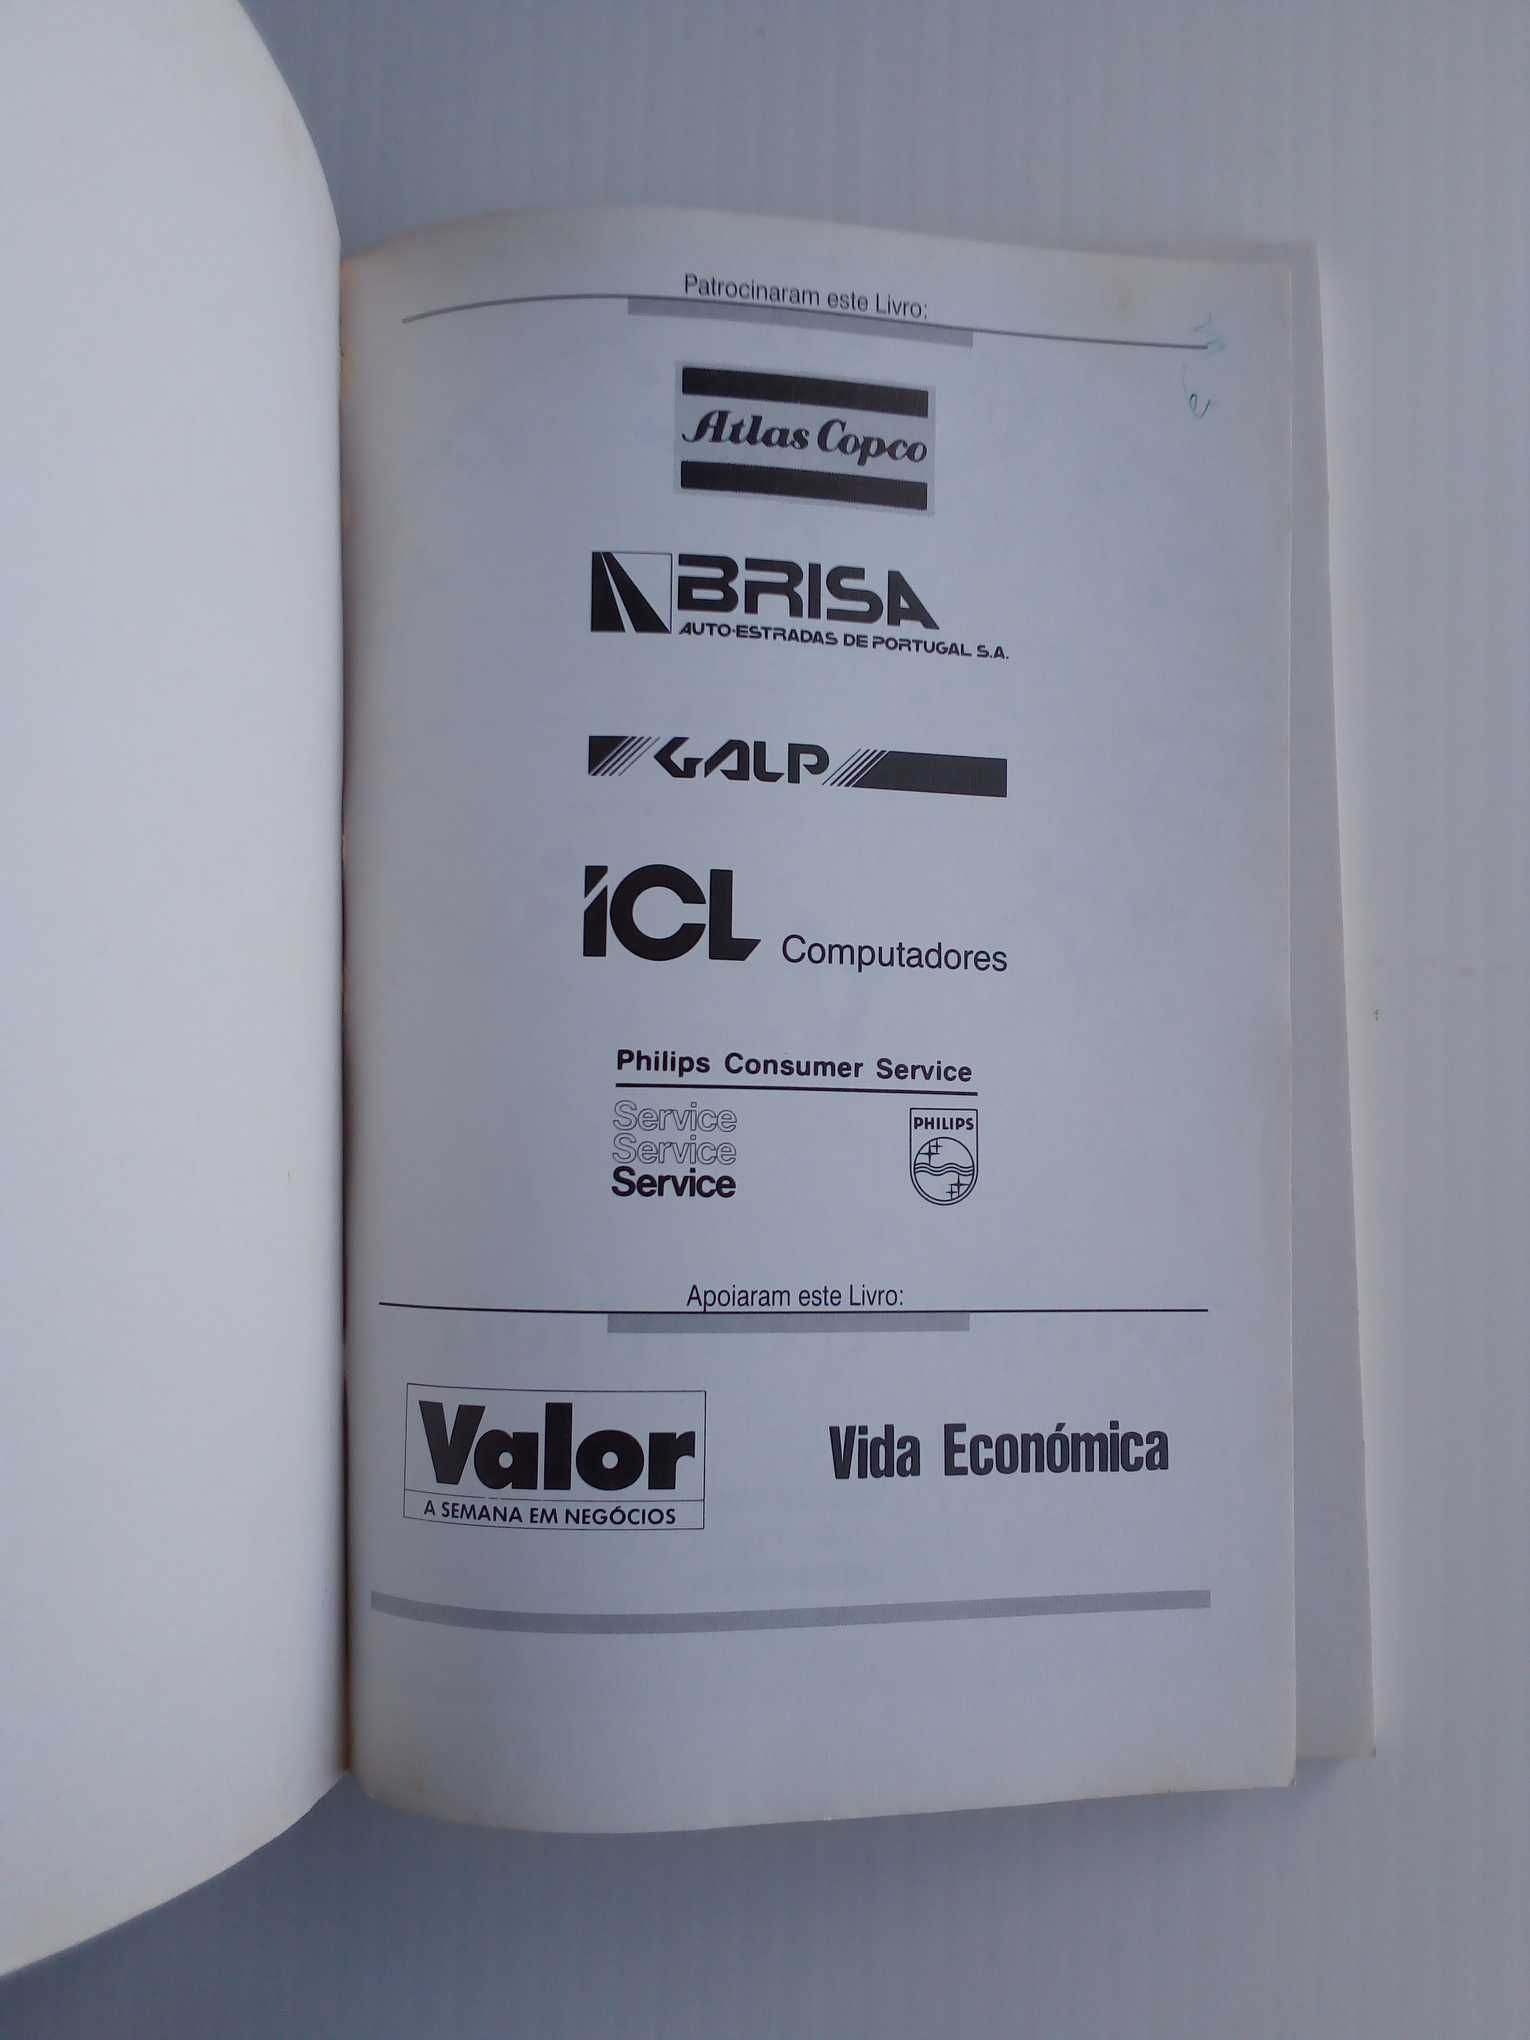 Patrocinaram este Livro:
Atlas Copco
BRISA
AUTO-ESTRADAS DE PORTUGAL S.A.
GALP
ICL Computadores
Philips Consumer Service
Service
Service
Service
PHILIPS
Apoiaram este Livro:
Valor
A SEMANA EM NEGÓCIOS
Vida Económica